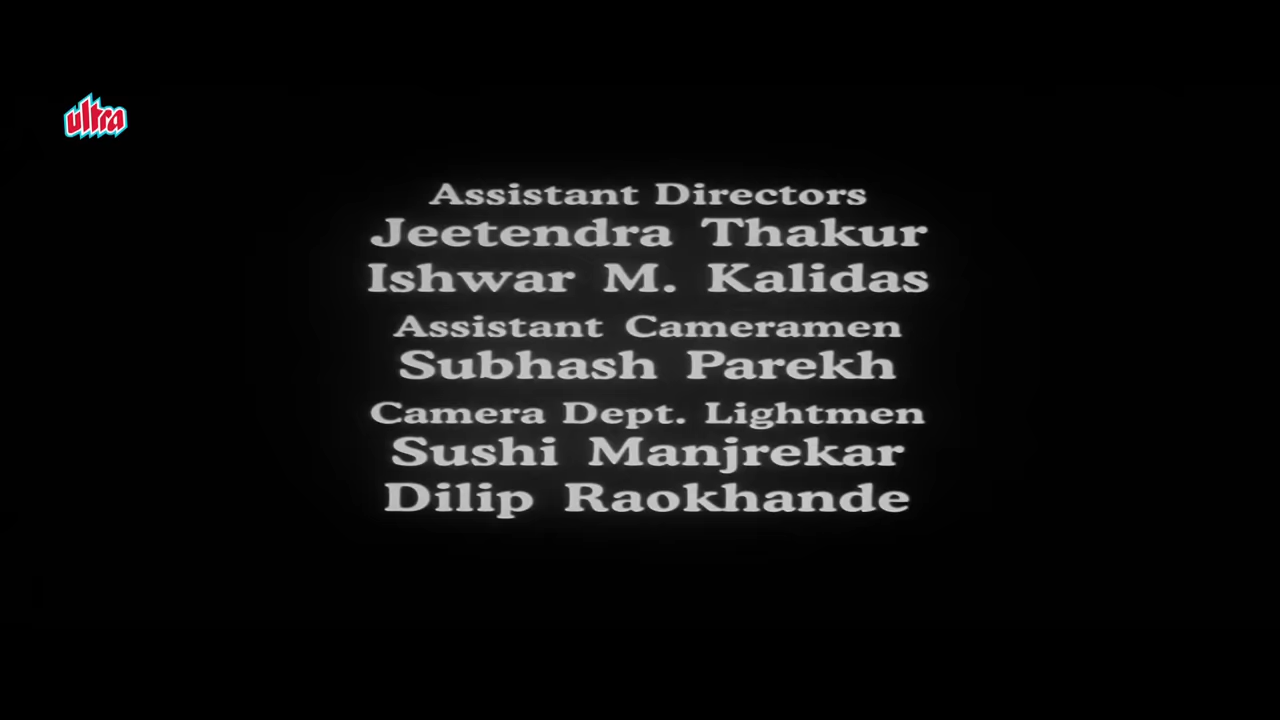 ultra
Assistant Directors
Jeetendra Thakur
Ishwar M. Kalidas
Assistant Cameramen
Subhash Parekh
Camera Dept. Lightmen
Sushi Manjrekar
Dilip Raokhande